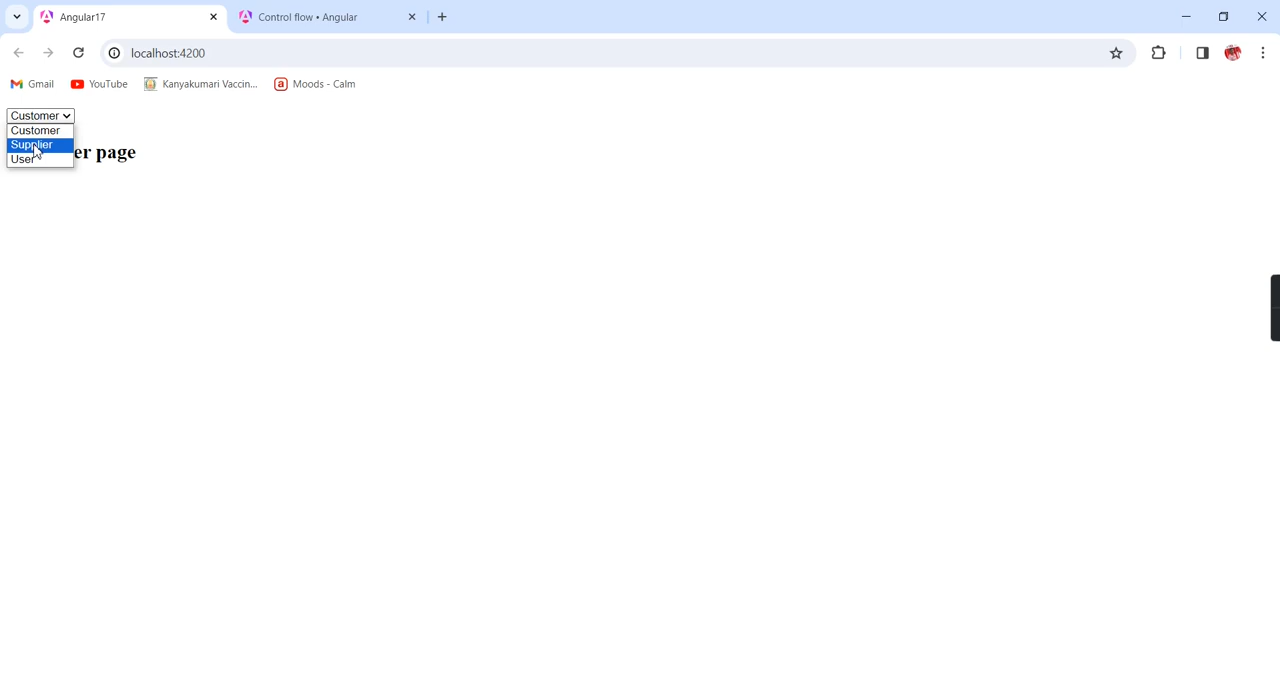 Angular17
Control flow • Angular
localhost:4200
Gmail
YouTube
Kanyakumari Vaccin...
Moods - Calm
Customer
Customer
Supplier
er page
User